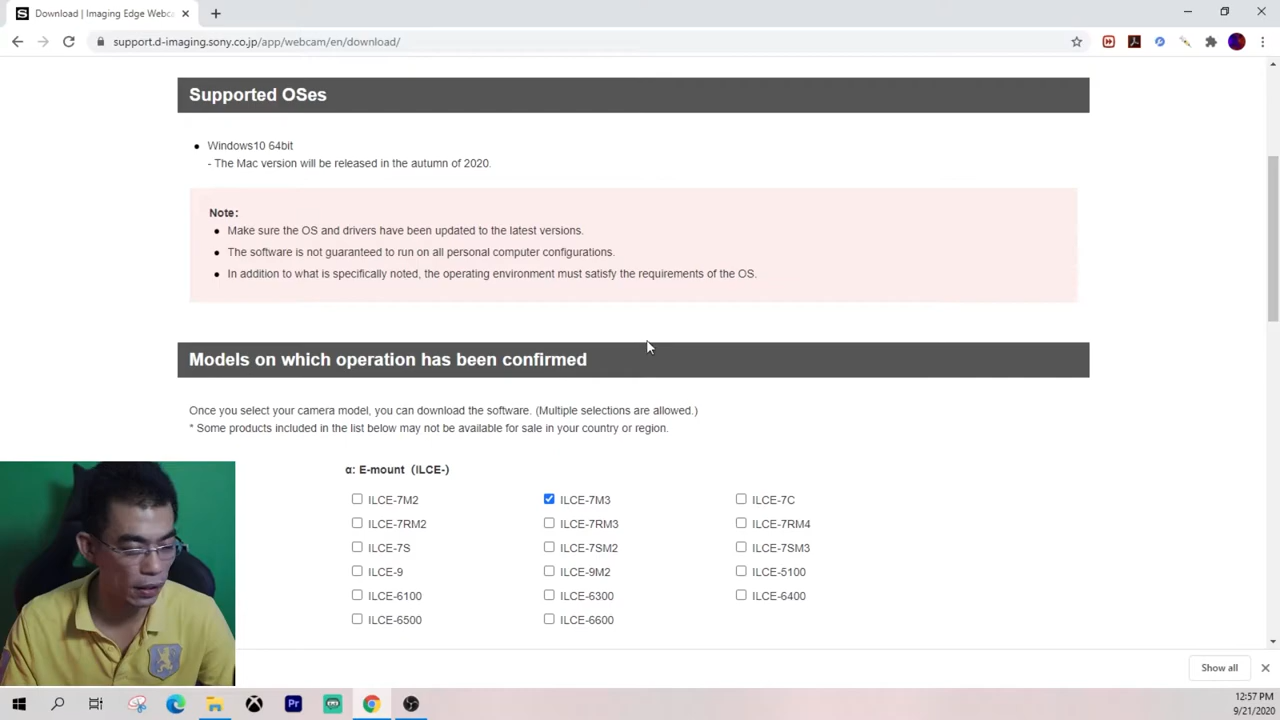 Download | Imaging Edge Webca
support.d-imaging.sony.co.jp/app/webcam/en/download/
Supported OSes
Windows10 64bit
- The Mac version will be released in the autumn of 2020.
Note:
Make sure the OS and drivers have been updated to the latest versions.
The software is not guaranteed to run on all personal computer configurations.
In addition to what is specifically noted, the operating environment must satisfy the requirements of the OS.
Models on which operation has been confirmed
Once you select your camera model, you can download the software. (Multiple selections are allowed.)
* Some products included in the list below may not be available for sale in your country or region.
α: E-mount（ILCE-）
ILCE-7M2 ILCE-7M3 ILCE-7C
ILCE-7RM2 ILCE-7RM3 ILCE-7RM4
ILCE-7S ILCE-7SM2 ILCE-7SM3
ILCE-9 ILCE-9M2 ILCE-5100
ILCE-6100 ILCE-6300 ILCE-6400
ILCE-6500 ILCE-6600
Show all
Pr
12:57 PM
9/21/2020